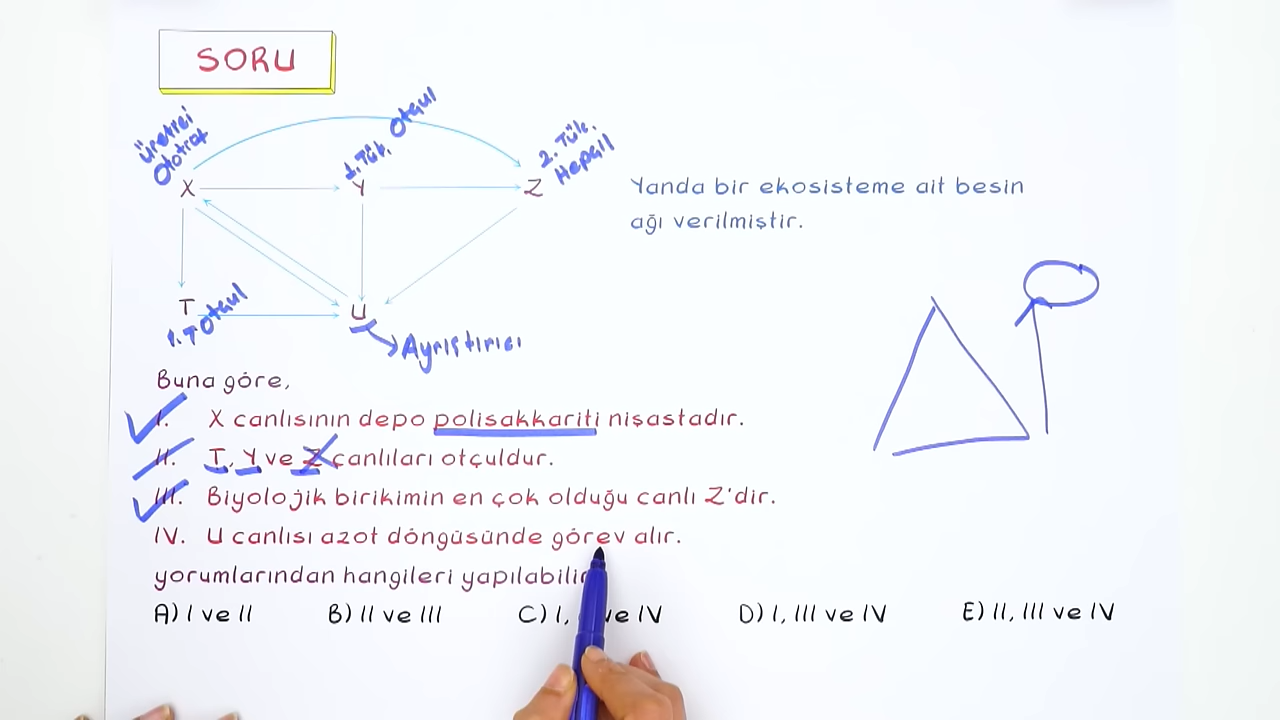 SORU
Üretici
Ototrof
1. Tük. Otçul
2. Tük.
Hepçil
X
Y
Z
T
1. T Otçul
U
Ayrıştırıcı
Yanda bir ekosisteme ait besin
ağı verilmiştir.
Buna göre,
I. X canlısının depo polisakkariti nişastadır.
II. T, Y ve Z canlıları otçuldur.
III. Biyolojik birikimin en çok olduğu canlı Z'dir.
IV. U canlısı azot döngüsünde görev alır.
yorumlarından hangileri
A) I ve II
B) II ve III
C) I, ve IV
D) I, III ve IV
E) II, III ve IV